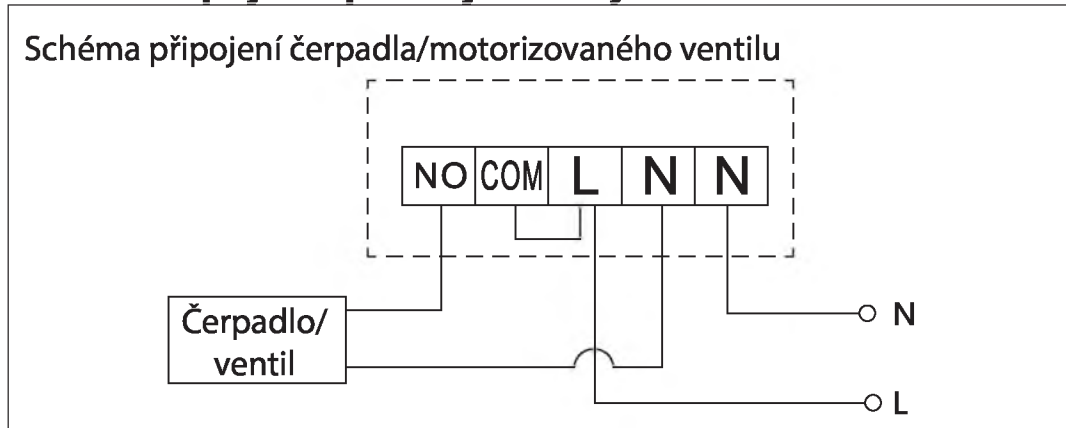 Schéma připojení čerpadla/motorizovaného ventilu
NO COM L N N
Čerpadlo/
ventil
N
L